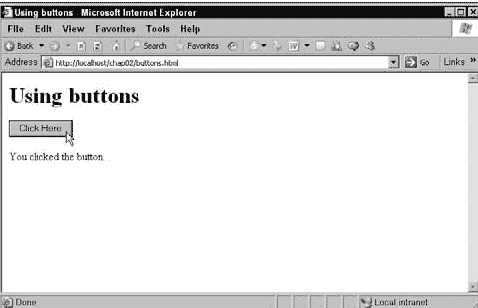 Using buttons - Microsoft Internet Explorer
File Edit View Favorites Tools Help
Back Search Favorites
Address http://localhost/chap02/buttons.html Go Links »
Using buttons
Click Here
You clicked the button.
Done Local intranet